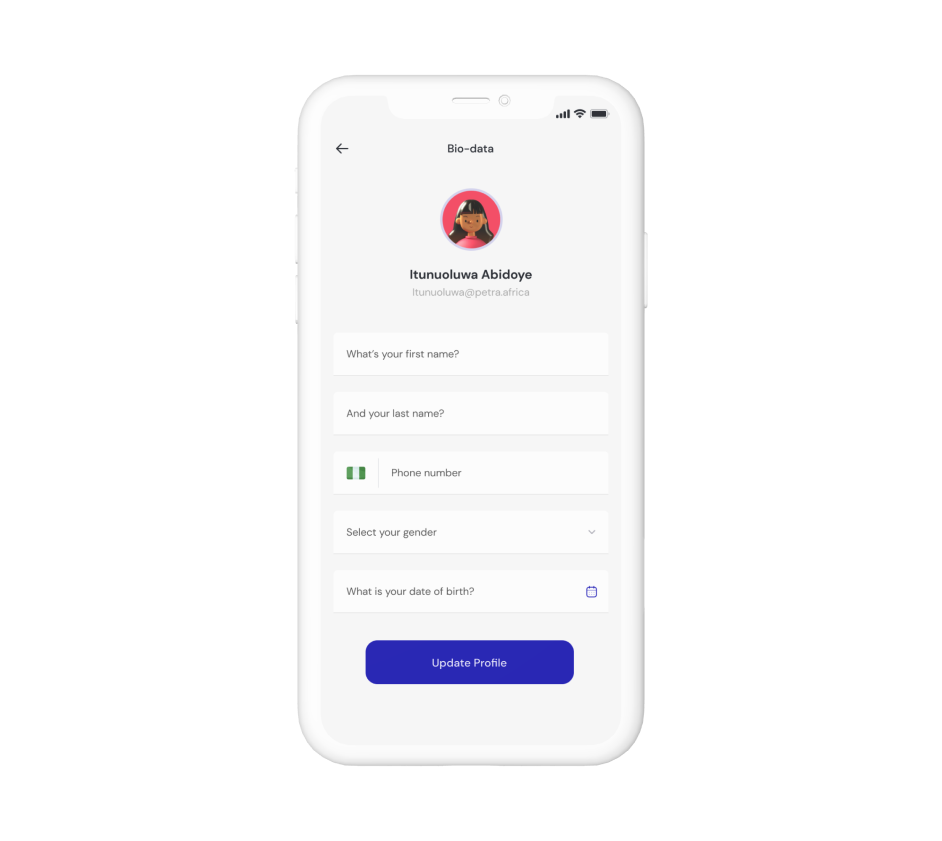 Bio-data
Itunuoluwa Abidoye
Itunuoluwa@petra.africa
What's your first name?
And your last name?
Phone number
Select your gender
What is your date of birth?
Update Profile